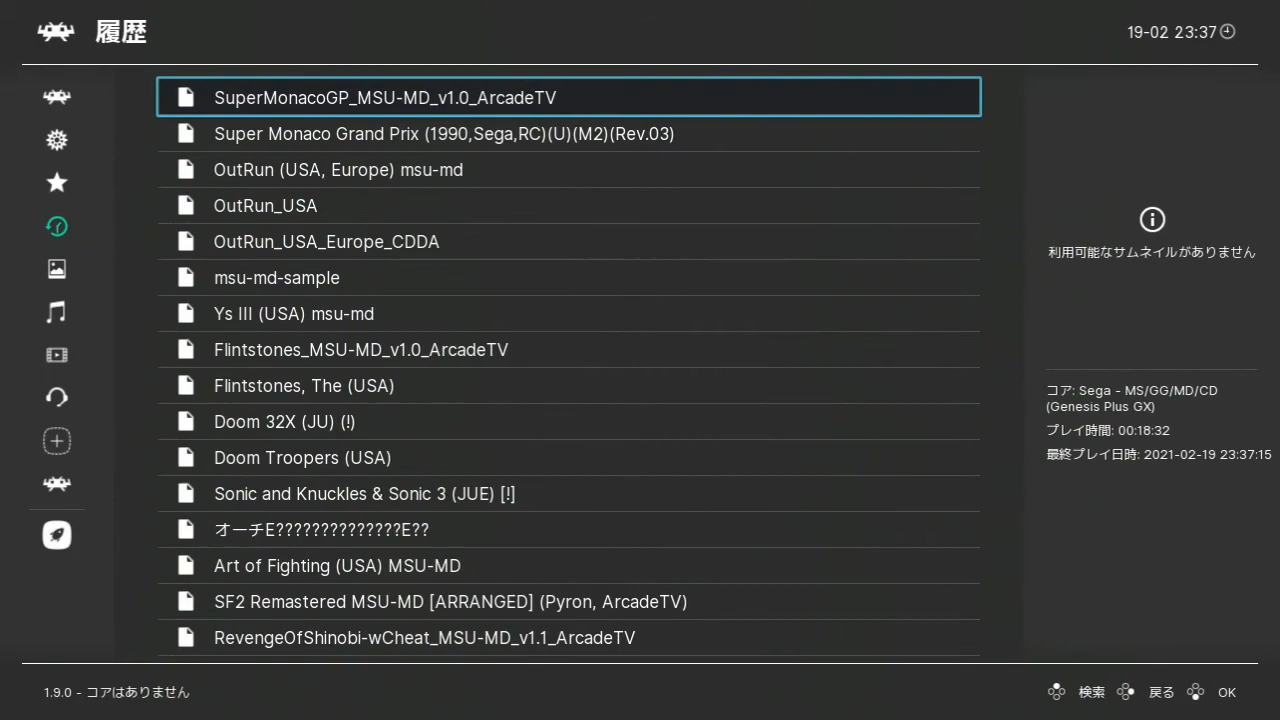 履歴
19-02 23:37
SuperMonacoGP_MSU-MD_v1.0_ArcadeTV
Super Monaco Grand Prix (1990,Sega,RC)(U)(M2)(Rev.03)
OutRun (USA, Europe) msu-md
OutRun_USA
OutRun_USA_Europe_CDDA
msu-md-sample
Ys III (USA) msu-md
Flintstones_MSU-MD_v1.0_ArcadeTV
Flintstones, The (USA)
Doom 32X (JU) (!)
Doom Troopers (USA)
Sonic and Knuckles & Sonic 3 (JUE) [!]
オーチE??????????????E??
Art of Fighting (USA) MSU-MD
SF2 Remastered MSU-MD [ARRANGED] (Pyron, ArcadeTV)
RevengeOfShinobi-wCheat_MSU-MD_v1.1_ArcadeTV
利用可能なサムネイルがありません
コア: Sega - MS/GG/MD/CD
(Genesis Plus GX)
プレイ時間: 00:18:32
最終プレイ日時: 2021-02-19 23:37:15
1.9.0 - コアはありません
検索 戻る OK